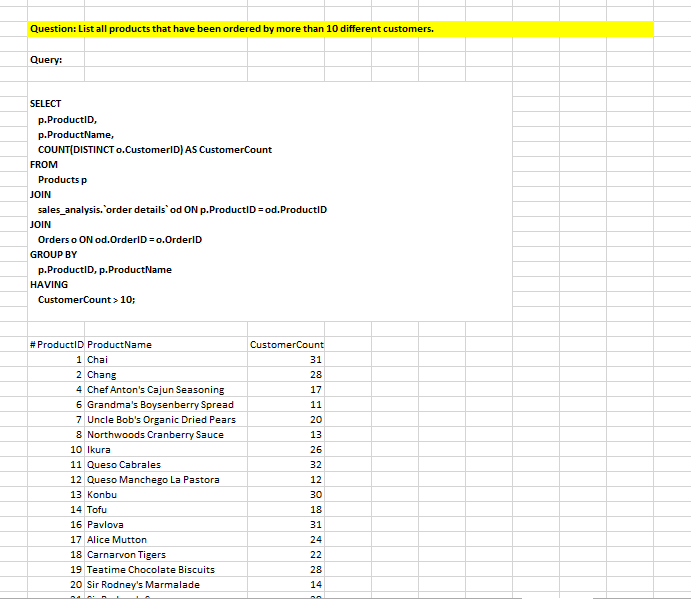 Question: List all products that have been ordered by more than 10 different customers.
Query:
SELECT
p.ProductID,
p.ProductName,
COUNT(DISTINCT o.CustomerID) AS CustomerCount
FROM
Products p
JOIN
sales_analysis.`order details` od ON p.ProductID = od.ProductID
JOIN
Orders o ON od.OrderID = o.OrderID
GROUP BY
p.ProductID, p.ProductName
HAVING
CustomerCount > 10;
# ProductID ProductName CustomerCount
1 Chai 31
2 Chang 28
4 Chef Anton's Cajun Seasoning 17
6 Grandma's Boysenberry Spread 11
7 Uncle Bob's Organic Dried Pears 20
8 Northwoods Cranberry Sauce 13
10 Ikura 26
11 Queso Cabrales 32
12 Queso Manchego La Pastora 12
13 Konbu 30
14 Tofu 18
16 Pavlova 31
17 Alice Mutton 24
18 Carnarvon Tigers 22
19 Teatime Chocolate Biscuits 28
20 Sir Rodney's Marmalade 14